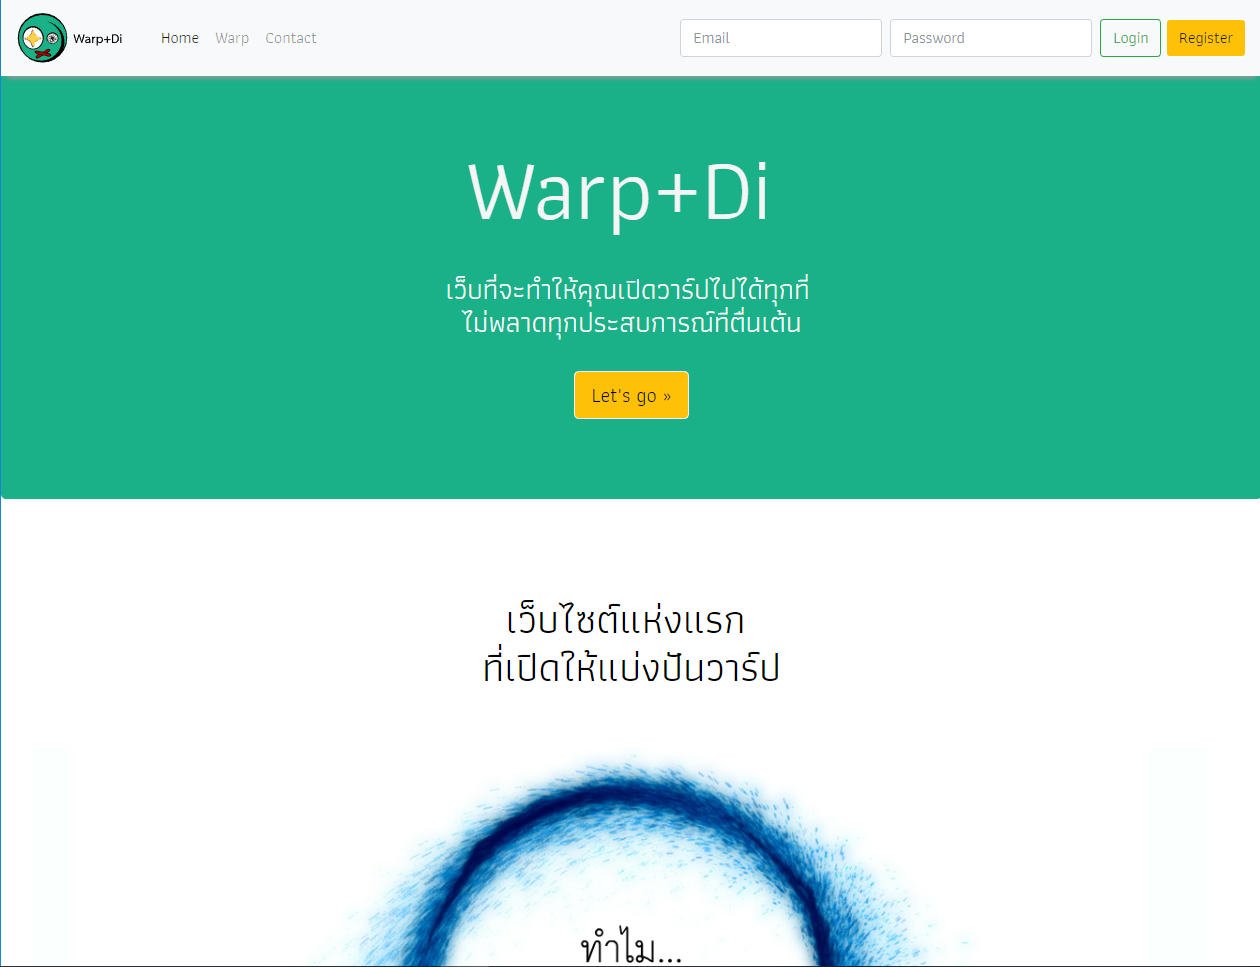 Warp+Di
Home
Warp
Contact
Email
Password
Login
Register
Warp+Di
เว็บที่จะทำให้คุณเปิดวาร์ปไปได้ทุกที่
ไม่พลาดทุกประสบการณ์ที่ตื่นเต้น
Let's go »
เว็บไซต์แห่งแรก
ที่เปิดให้แบ่งปันวาร์ป
ทำไม...